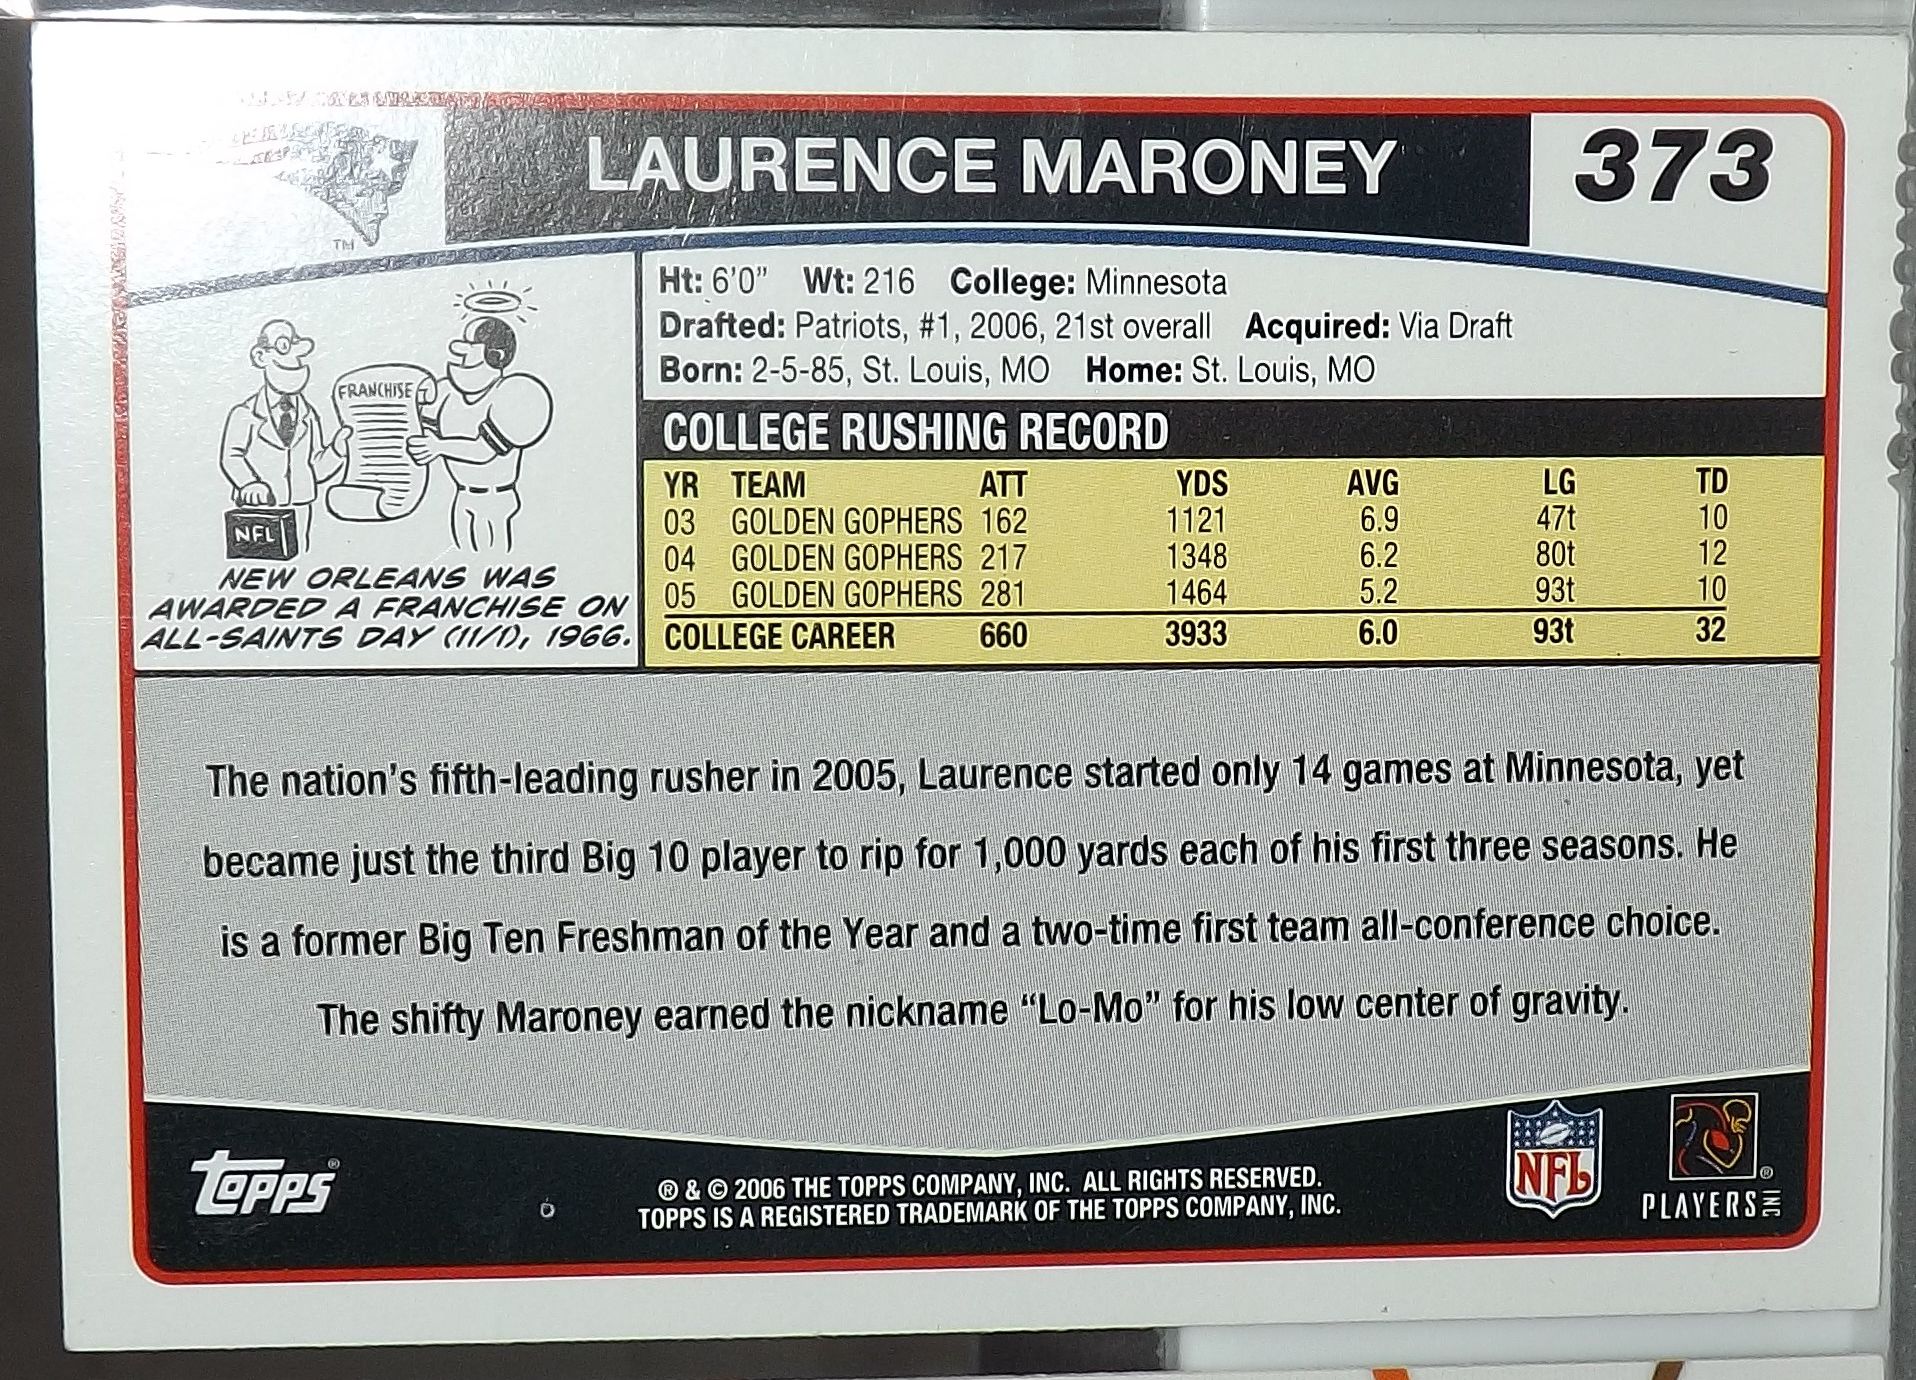 LAURENCE MARONEY
373
TM
Ht: 6'0" Wt: 216 College: Minnesota
Drafted: Patriots, #1, 2006, 21st overall Acquired: Via Draft
Born: 2-5-85, St. Louis, MO Home: St. Louis, MO
FRANCHISE
NFL
NEW ORLEANS WAS
AWARDED A FRANCHISE ON
ALL-SAINTS DAY (11/1), 1966.
COLLEGE RUSHING RECORD
YR TEAM ATT YDS AVG LG TD
03 GOLDEN GOPHERS 162 1121 6.9 47t 10
04 GOLDEN GOPHERS 217 1348 6.2 80t 12
05 GOLDEN GOPHERS 281 1464 5.2 93t 10
COLLEGE CAREER 660 3933 6.0 93t 32
The nation's fifth-leading rusher in 2005, Laurence started only 14 games at Minnesota, yet
became just the third Big 10 player to rip for 1,000 yards each of his first three seasons. He
is a former Big Ten Freshman of the Year and a two-time first team all-conference choice.
The shifty Maroney earned the nickname "Lo-Mo" for his low center of gravity.
topps®
® & © 2006 THE TOPPS COMPANY, INC. ALL RIGHTS RESERVED.
TOPPS IS A REGISTERED TRADEMARK OF THE TOPPS COMPANY, INC.
NFL
®
PLAYERS INC